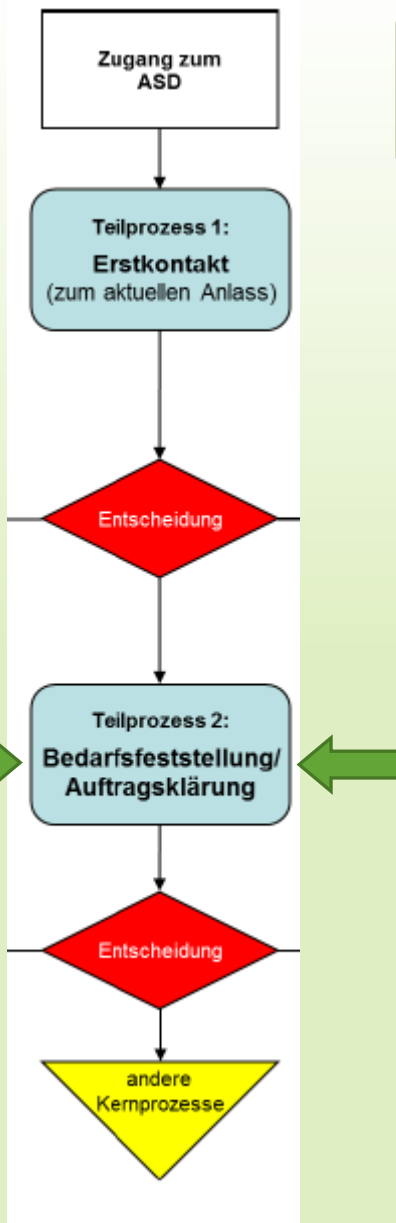 Zugang zum
ASD
Teilprozess 1:
Erstkontakt
(zum aktuellen Anlass)
Entscheidung
Teilprozess 2:
Bedarfsfeststellung/
Auftragsklärung
Entscheidung
andere
Kernprozesse